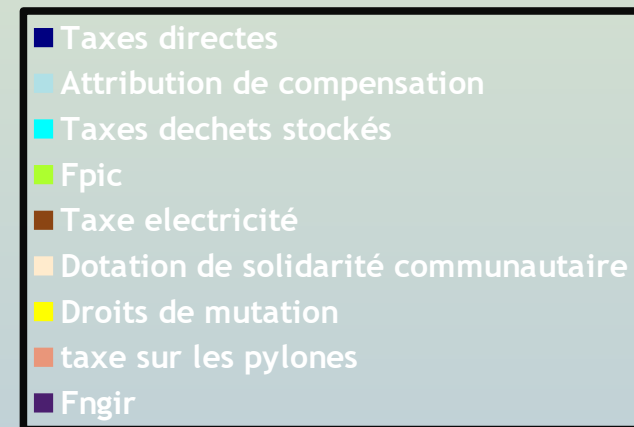 Taxes directes
Attribution de compensation
Taxes dechets stockés
Fpic
Taxe electricité
Dotation de solidarité communautaire
Droits de mutation
taxe sur les pylones
Fngir